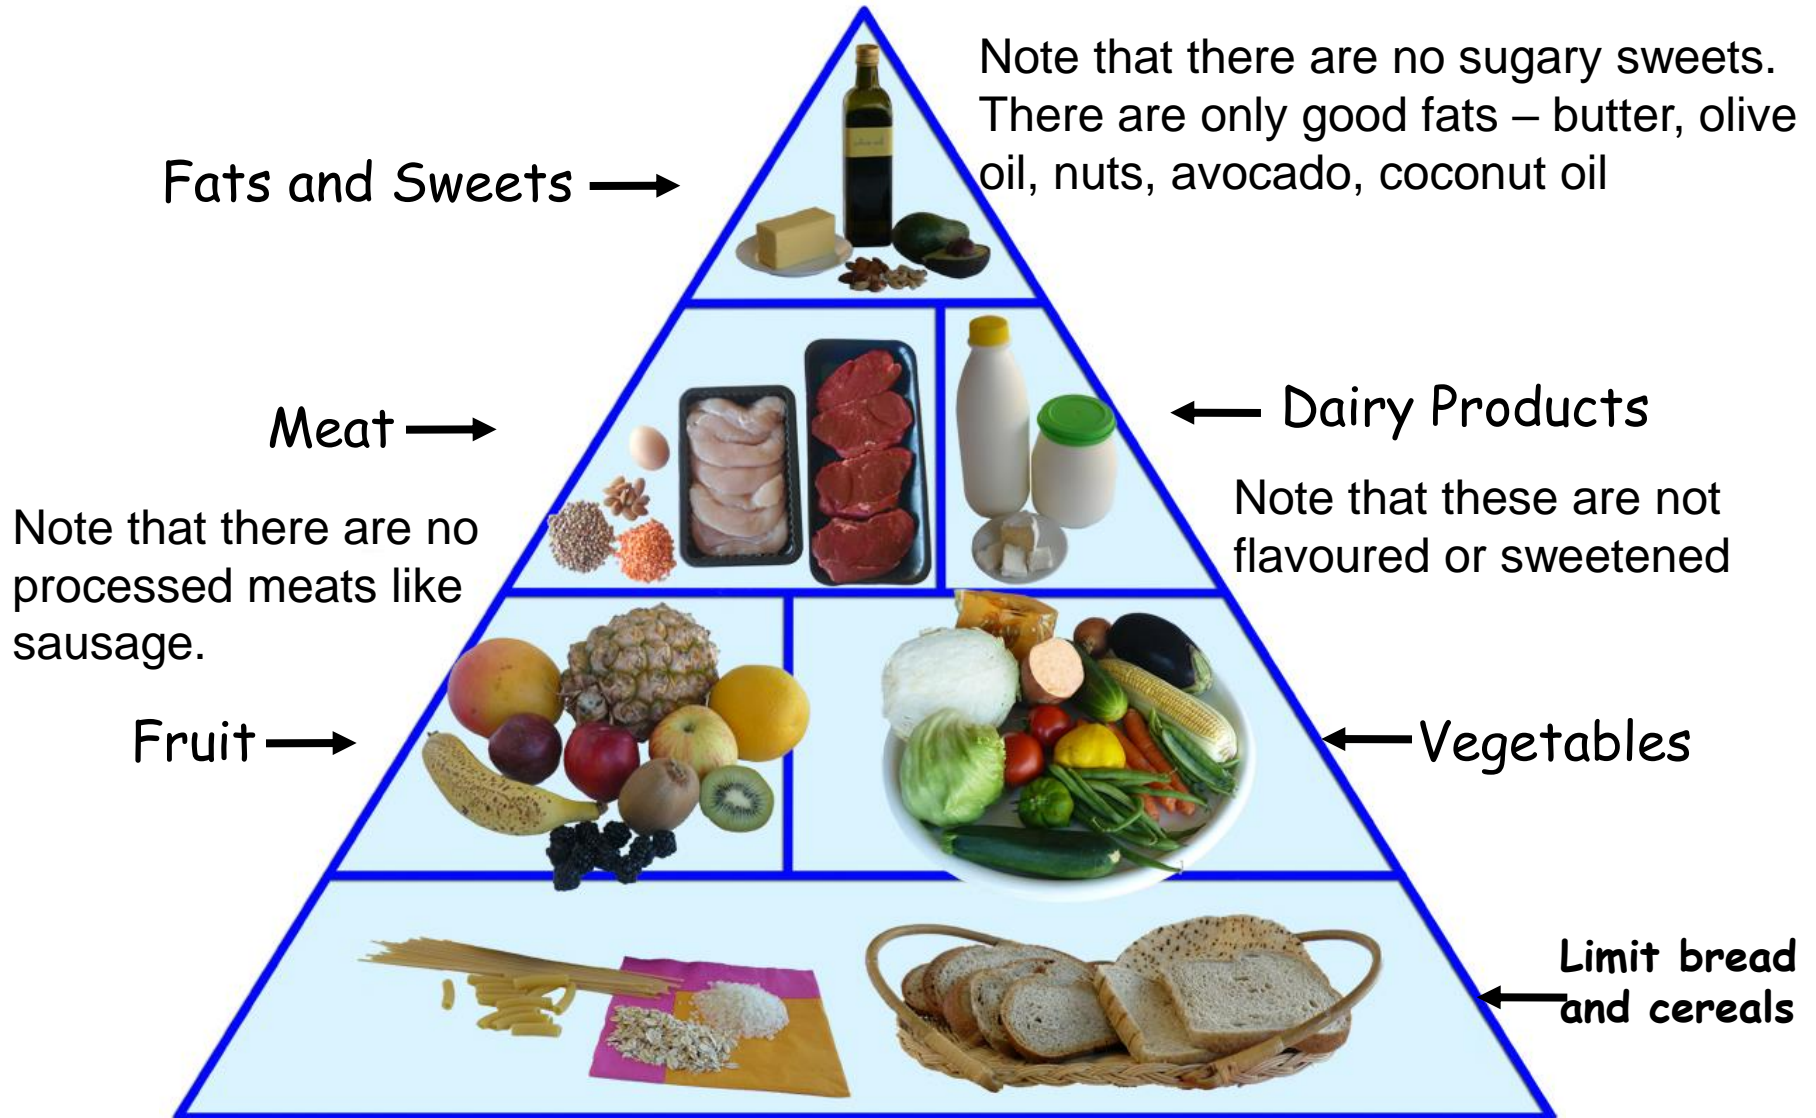 Note that there are no sugary sweets.
There are only good fats – butter, olive
oil, nuts, avocado, coconut oil
Fats and Sweets
Meat
Dairy Products
Note that there are no
processed meats like
sausage.
Note that these are not
flavoured or sweetened
Fruit
Vegetables
Limit bread
and cereals